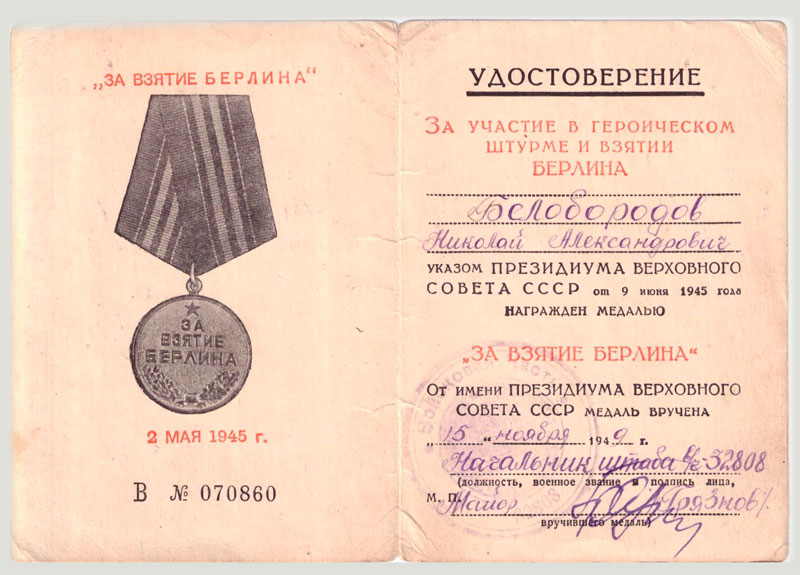 „ЗА ВЗЯТИЕ БЕРЛИНА“
ЗА
ВЗЯТИЕ
БЕРЛИНА
2 МАЯ 1945 г.
В № 070860
УДОСТОВЕРЕНИЕ
ЗА УЧАСТИЕ В ГЕРОИЧЕСКОМ
ШТУРМЕ И ВЗЯТИИ
БЕРЛИНА
Белобородов
Николай Александрович
УКАЗОМ ПРЕЗИДИУМА ВЕРХОВНОГО
СОВЕТА СССР от 9 июня 1945 года
НАГРАЖДЕН МЕДАЛЬЮ
„ЗА ВЗЯТИЕ БЕРЛИНА“
ОТ ИМЕНИ ПРЕЗИДИУМА ВЕРХОВНОГО
СОВЕТА СССР МЕДАЛЬ ВРУЧЕНА
„15“ ноября 1949 г.
Начальник штаба в/ч 32808
(должность, военное звание и подпись лица,
М. П. Майор /Грязнов/
вручившего медаль)